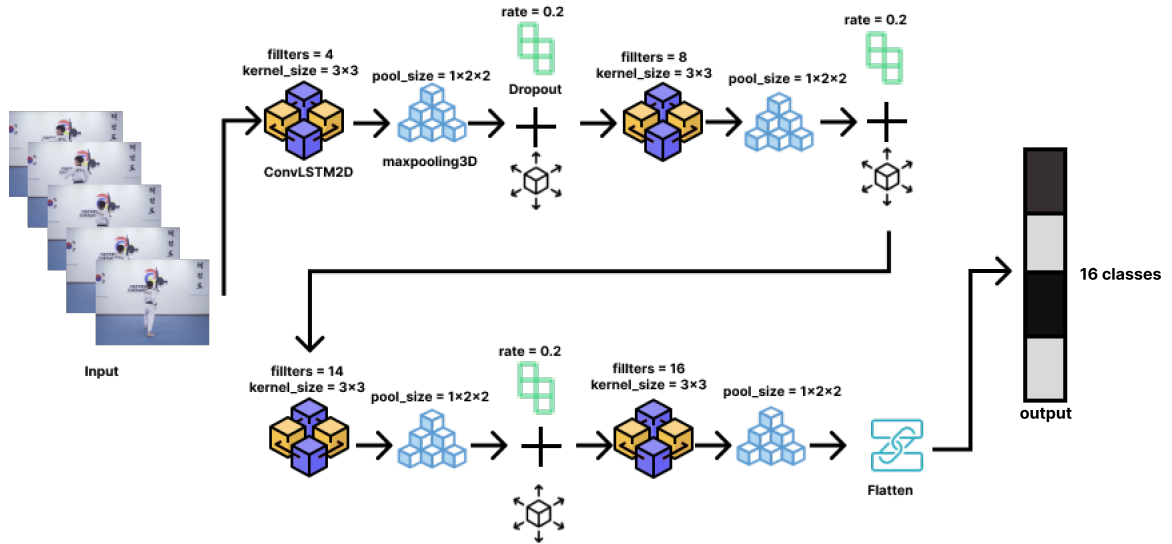 rate = 0.2
rate = 0.2
fillters = 4
kernel_size = 3×3
pool_size = 1×2×2
Dropout
fillters = 8
kernel_size = 3×3
pool_size = 1×2×2
ConvLSTM2D
maxpooling3D
Input
16 classes
output
fillters = 14
kernel_size = 3×3
pool_size = 1×2×2
rate = 0.2
fillters = 16
kernel_size = 3×3
pool_size = 1×2×2
Flatten